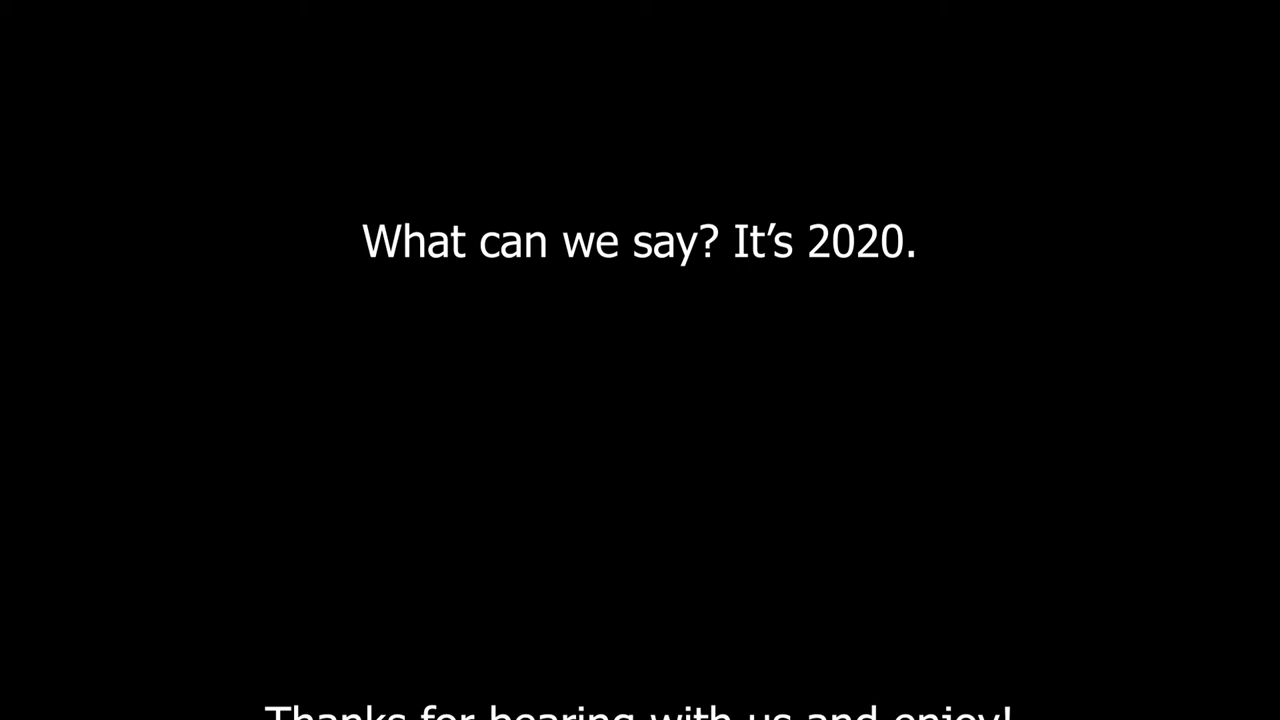 What can we say? It’s 2020.
Thanks for bearing with us and enjoy!